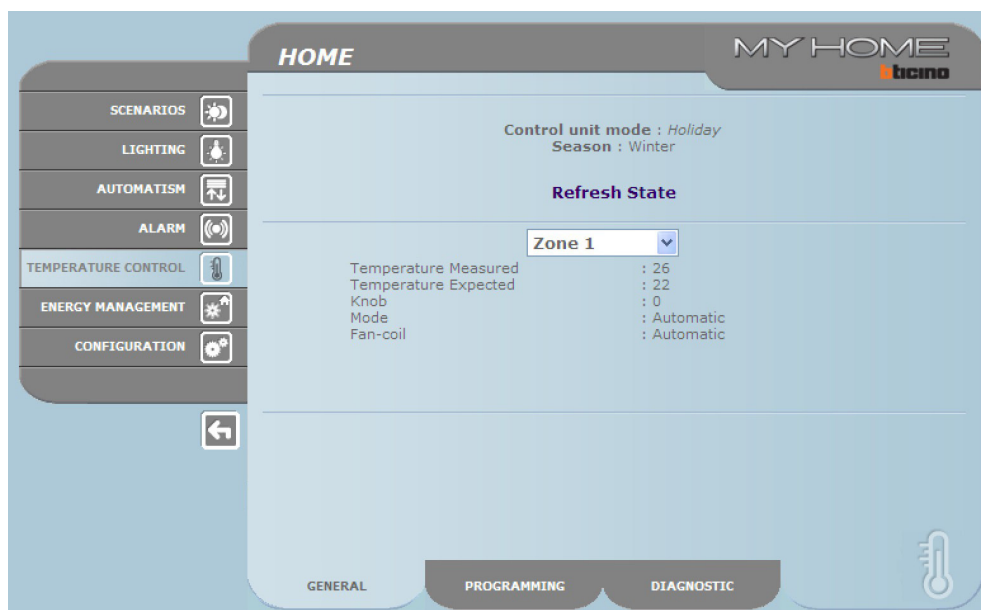 HOME
MY HOME
bticino
SCENARIOS
LIGHTING
AUTOMATISM
ALARM
TEMPERATURE CONTROL
ENERGY MANAGEMENT
CONFIGURATION
Control unit mode : Holiday
Season : Winter
Refresh State
Zone 1
Temperature Measured : 26
Temperature Expected : 22
Knob : 0
Mode : Automatic
Fan-coil : Automatic
GENERAL
PROGRAMMING
DIAGNOSTIC